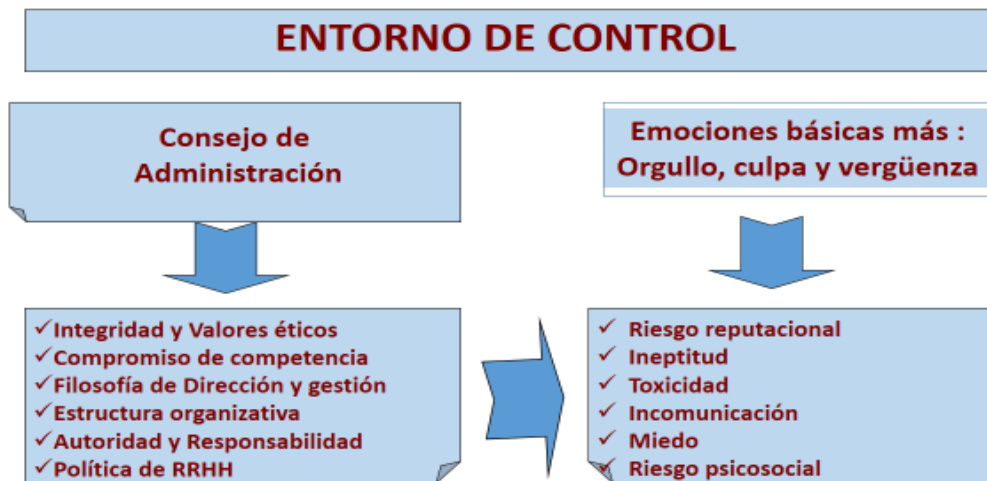 ENTORNO DE CONTROL
Consejo de
Administración
Emociones básicas más :
Orgullo, culpa y vergüenza
✓Integridad y Valores éticos
✓Compromiso de competencia
✓Filosofía de Dirección y gestión
✓Estructura organizativa
✓Autoridad y Responsabilidad
✓Política de RRHH
✓ Riesgo reputacional
✓ Ineptitud
✓ Toxicidad
✓ Incomunicación
✓ Miedo
✓ Riesgo psicosocial